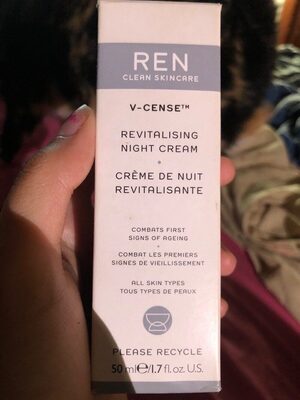 REN
CLEAN SKINCARE
V-CENSE™
REVITALISING
NIGHT CREAM
•
CRÈME DE NUIT
REVITALISANTE
•
COMBATS FIRST
SIGNS OF AGEING
•
COMBAT LES PREMIERS
SIGNES DE VIEILLISSEMENT
•
ALL SKIN TYPES
TOUS TYPES DE PEAUX
PLEASE RECYCLE
50 ml℮/1.7 fl. oz. U.S.